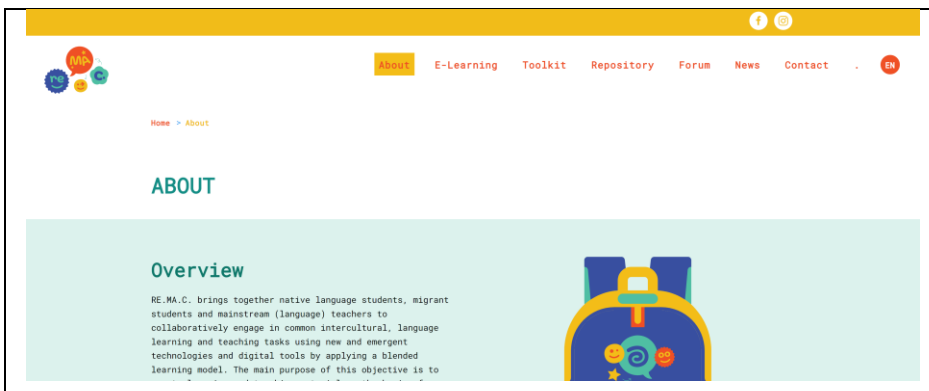 f
MA
re
C.
About E-Learning Toolkit Repository Forum News Contact . EN
Home > About
ABOUT
Overview
RE.MA.C. brings together native language students, migrant
students and mainstream (language) teachers to
collaboratively engage in common intercultural, language
learning and teaching tasks using new and emergent
technologies and digital tools by applying a blended
learning model. The main purpose of this objective is to